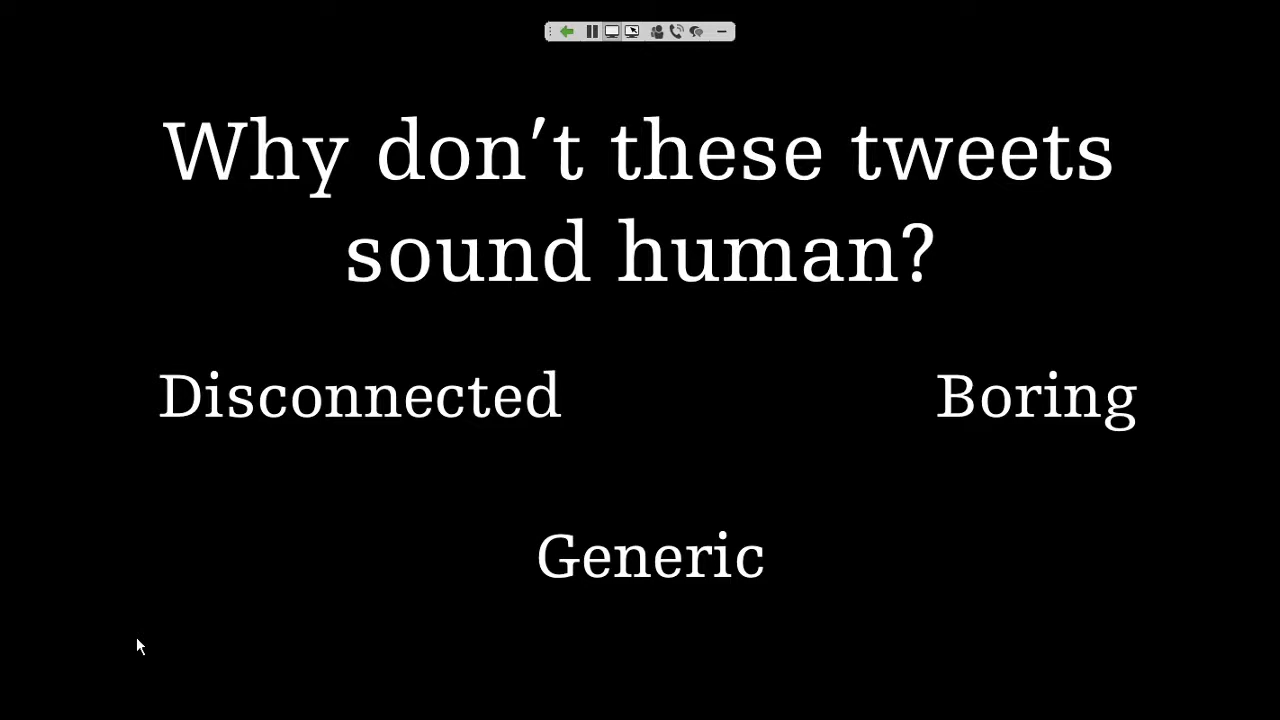 Why don't these tweets
sound human?
Disconnected
Boring
Generic